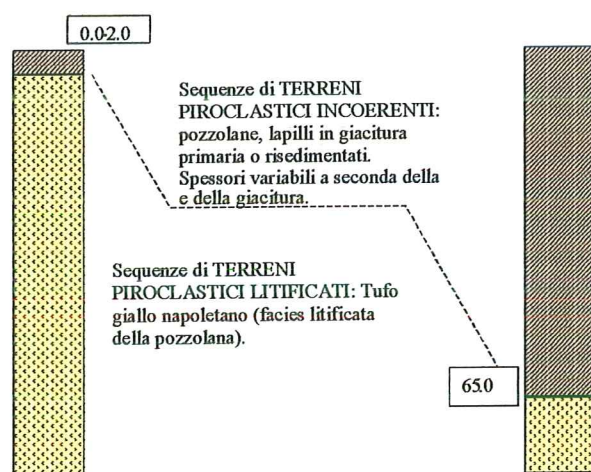 0.0-2.0
Sequenze di TERRENI
PIROCLASTICI INCOERENTI:
pozzolane, lapilli in giacitura
primaria o risedimentati.
Spessori variabili a seconda della
e della giacitura.
Sequenze di TERRENI
PIROCLASTICI LITIFICATI: Tufo
giallo napoletano (facies litificata
della pozzolana).
65.0